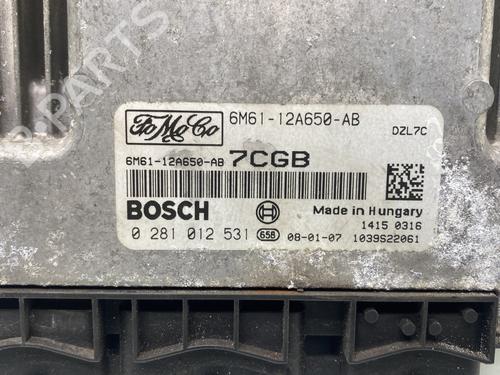 FoMoCo 6M61-12A650-AB DZL7C
6M61-12A650-AB 7CGB
BOSCH Made in Hungary
1415 0316
0 281 012 531 658 08-01-07 1039S22061